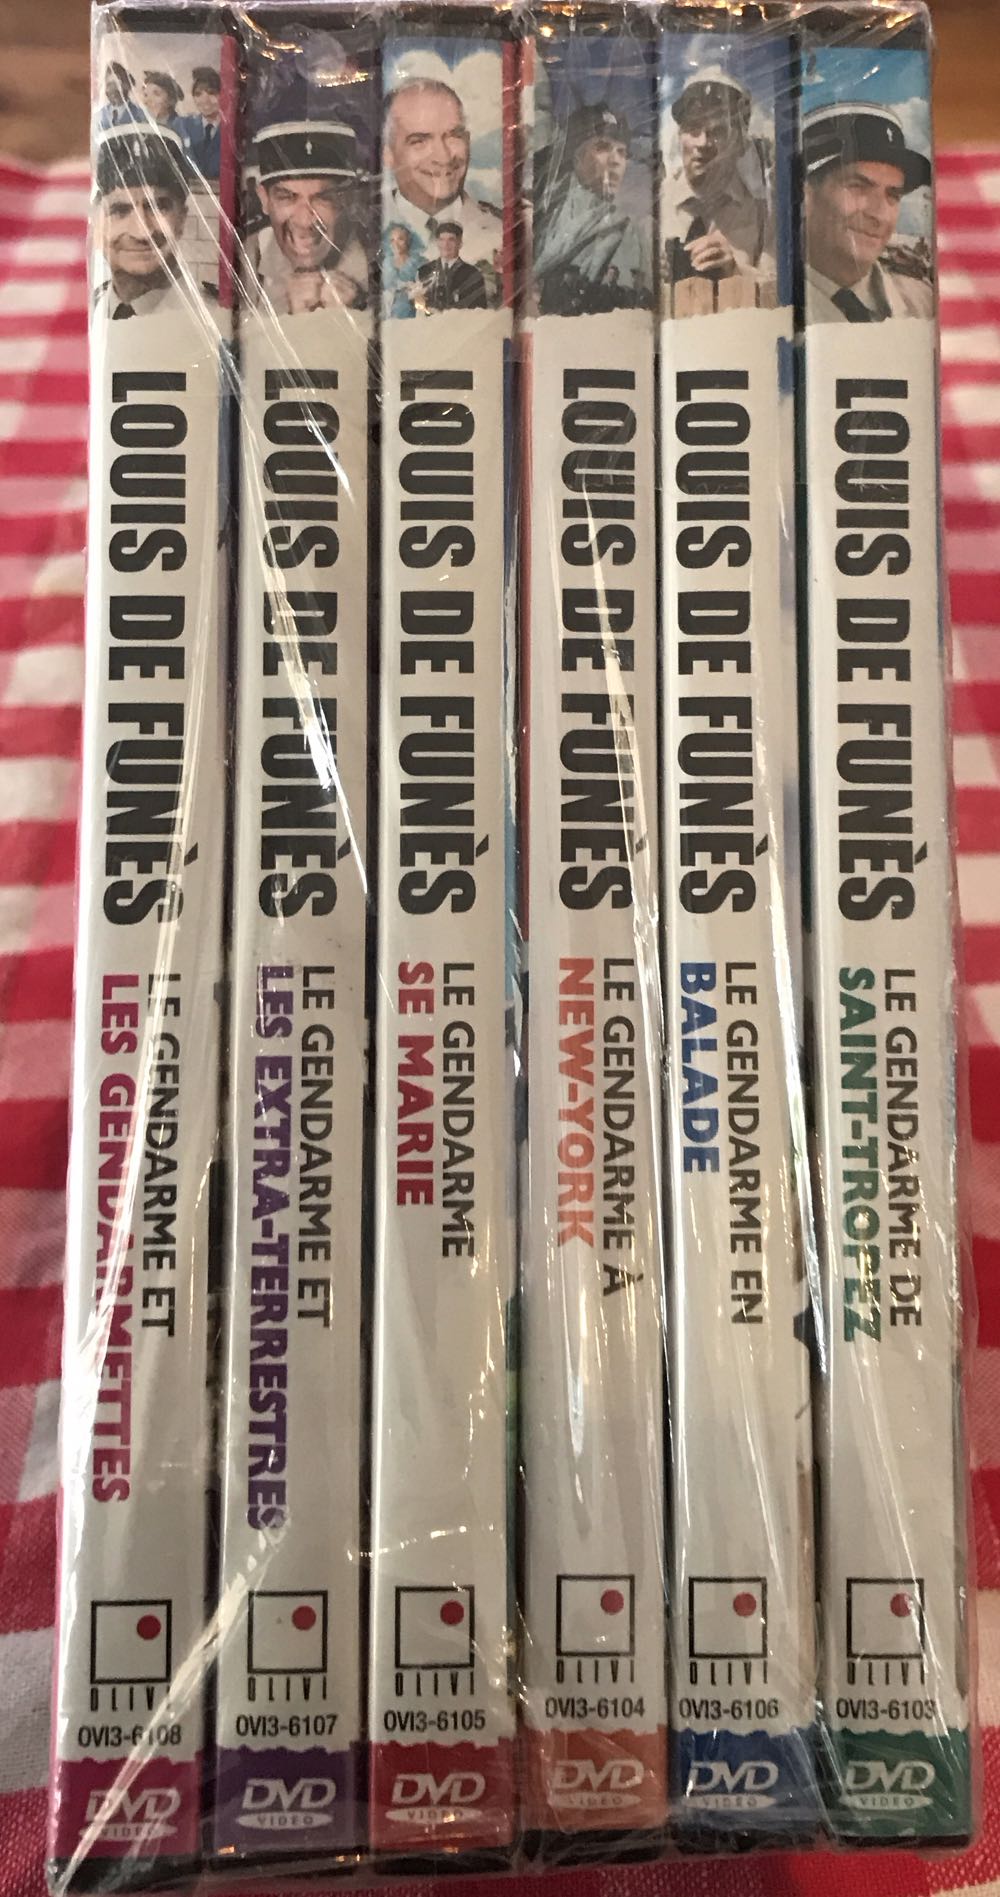 LOUIS DE FUNÈS
LE GENDARME ET
LES GENDARMETTES
OLIVI
OVI3-6108
DVD
VIDEO
LOUIS DE FUNÈS
LE GENDARME ET
LES EXTRA-TERRESTRES
OLIVI
OVI3-6107
DVD
VIDEO
LOUIS DE FUNÈS
LE GENDARME
SE MARIE
OLIVI
OVI3-6105
DVD
VIDEO
LOUIS DE FUNÈS
LE GENDARME À
NEW-YORK
OLIVI
OVI3-6104
DVD
VIDEO
LOUIS DE FUNÈS
LE GENDARME EN
BALADE
OLIVI
OVI3-6106
DVD
VIDEO
LOUIS DE FUNÈS
LE GENDARME DE
SAINT-TROPEZ
OLIVI
OVI3-6103
DVD
VIDEO